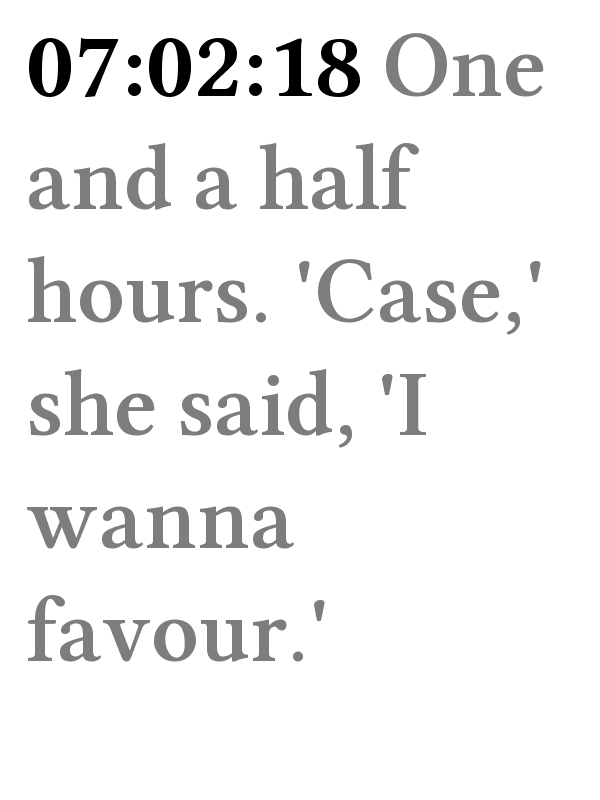 07:02:18 One
and a half
hours. 'Case,'
she said, 'I
wanna
favour.'